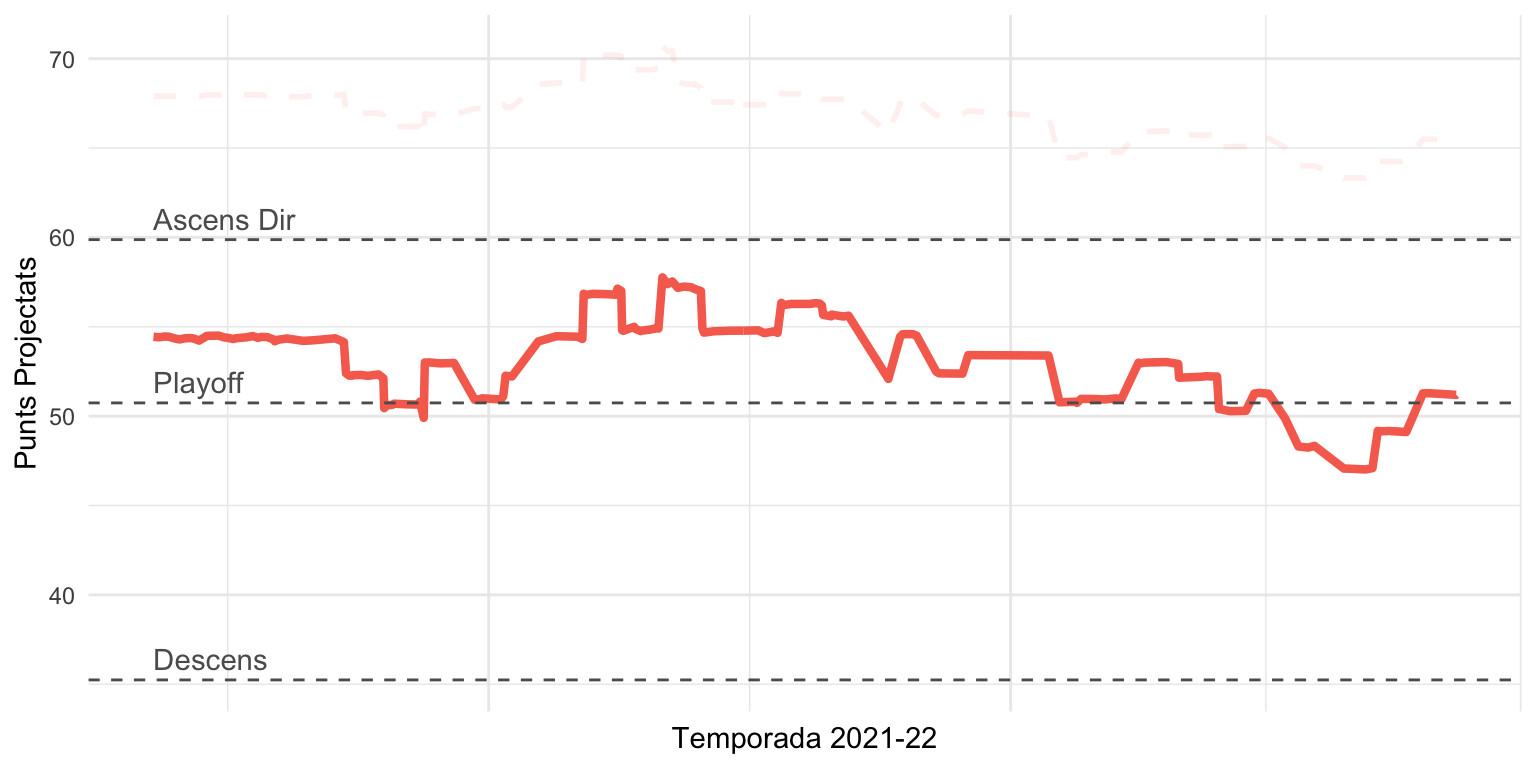 70
60
50
40
Punts Projectats
Ascens Dir
Playoff
Descens
Temporada 2021-22